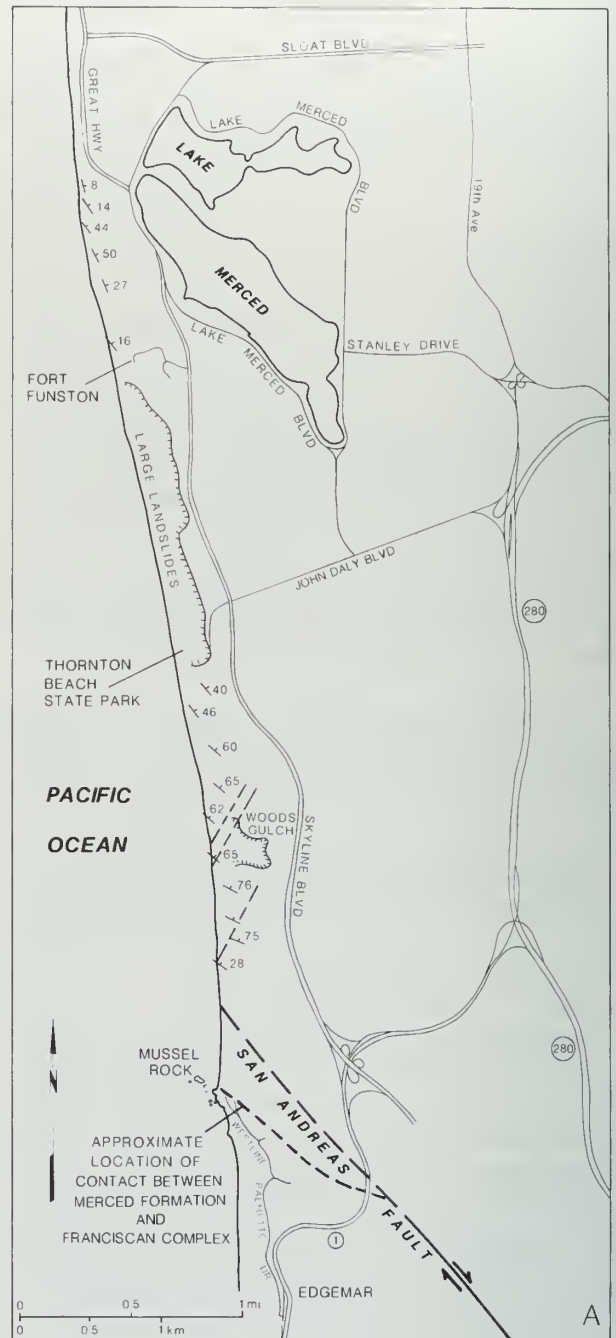 A
SLOAT BLVD
GREAT HWY
LAKE
MERCED
BLVD
LAKE
MERCED
19th Ave
8
14
44
50
27
16
LAKE
MERCED
BLVD
STANLEY DRIVE
FORT
FUNSTON
LARGE LANDSLIDES
JOHN DALY BLVD
280
THORNTON
BEACH
STATE PARK
40
46
60
65
62
65
76
75
28
PACIFIC
OCEAN
WOODS
GULCH
SKYLINE BLVD
280
SAN ANDREAS
FAULT
MUSSEL
ROCK
APPROXIMATE
LOCATION OF
CONTACT BETWEEN
MERCED FORMATION
AND
FRANCISCAN COMPLEX
WESTLINE
PALMETTO
DR
1
EDGEMAR
0 0 5 1 mi
0 0 5 1 km
A